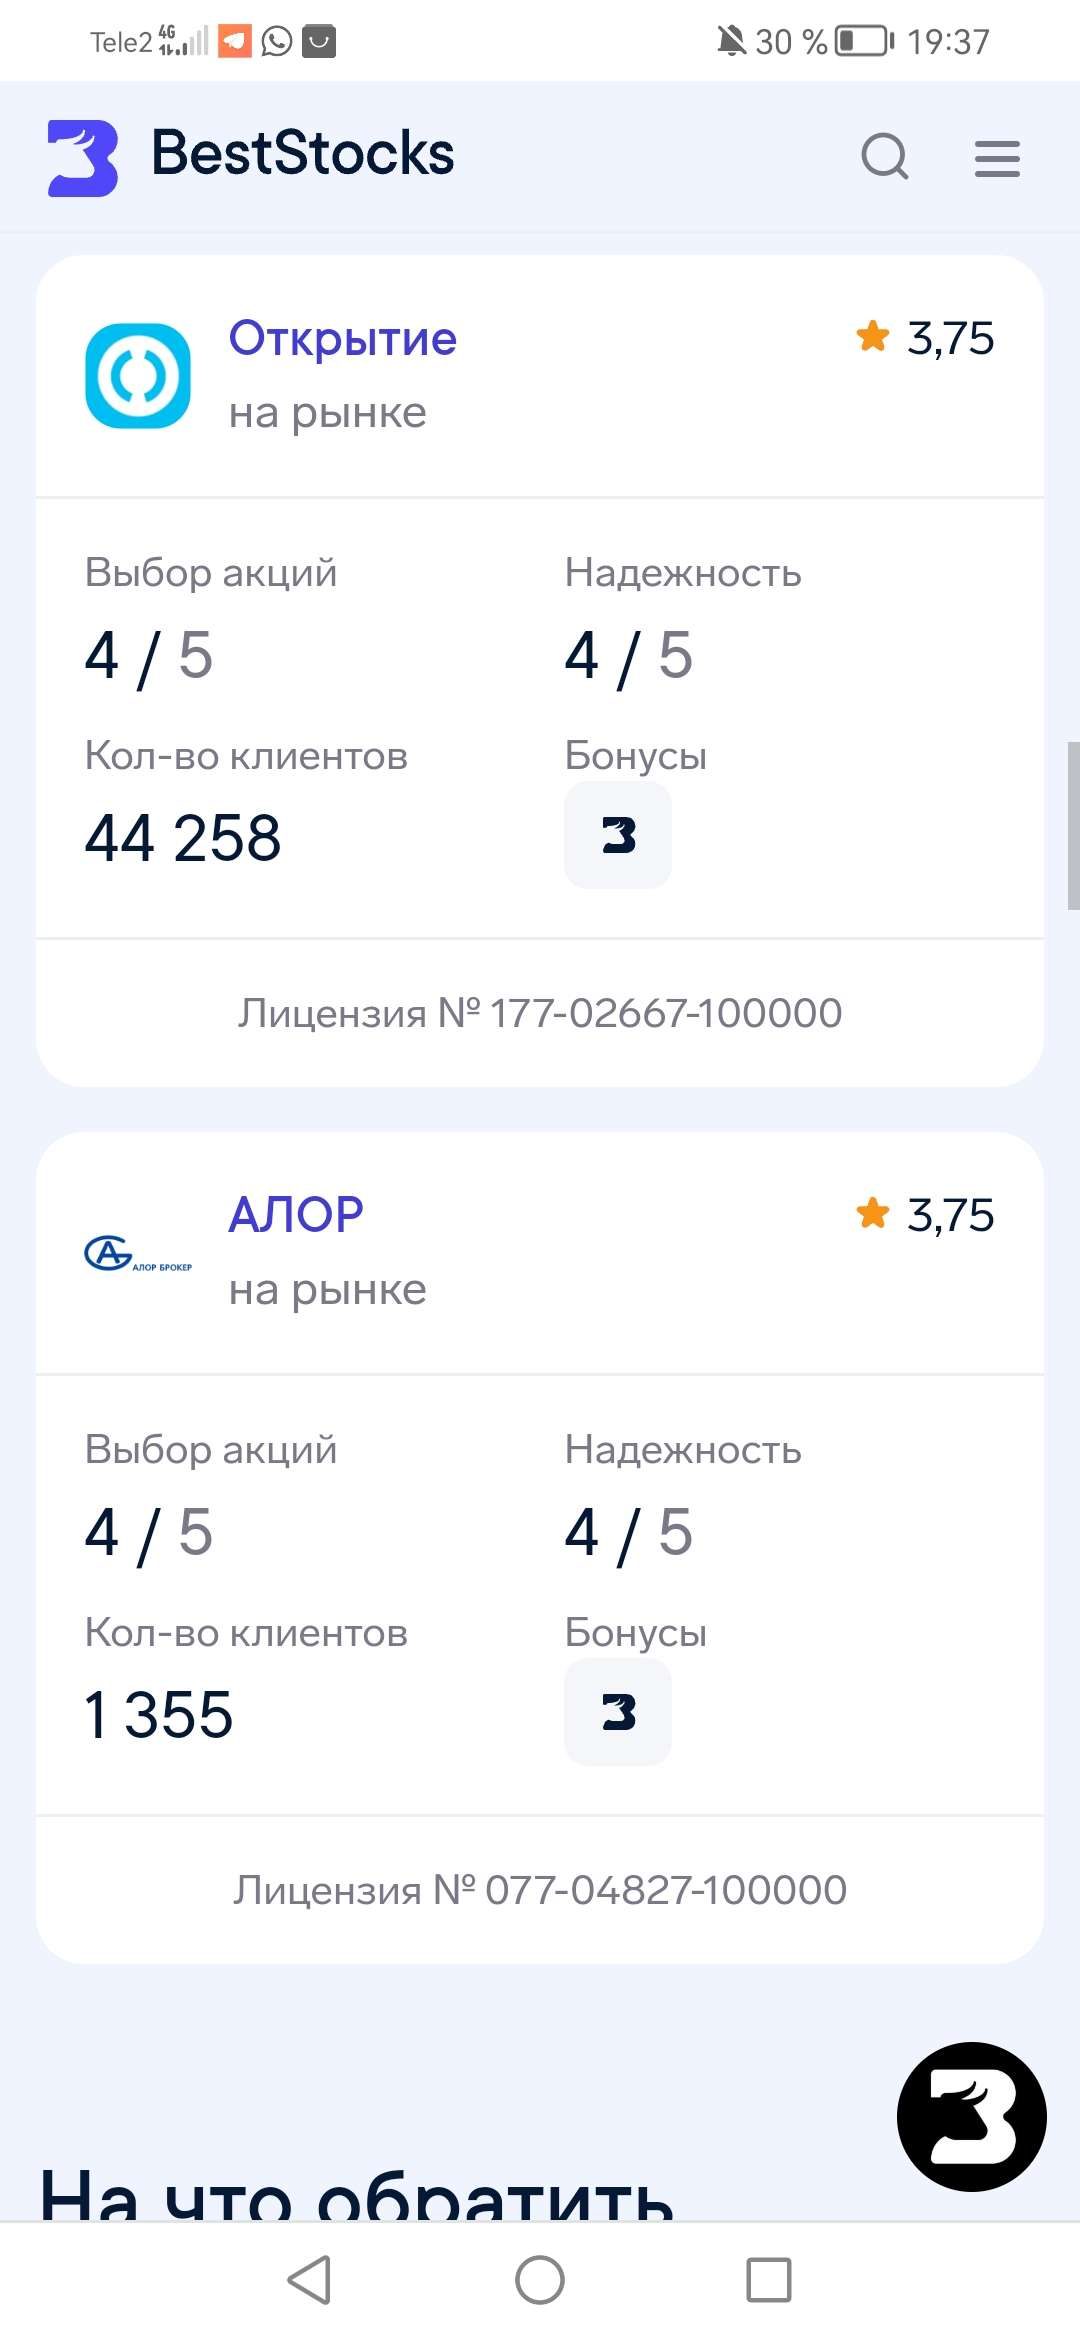 Tele2 4G 30 % 19:37
BestStocks
Открытие 3,75
на рынке
Выбор акций Надежность
4 / 5 4 / 5
Кол-во клиентов Бонусы
44 258
Лицензия № 177-02667-100000
АЛОР 3,75
АЛОР БРОКЕР
на рынке
Выбор акций Надежность
4 / 5 4 / 5
Кол-во клиентов Бонусы
1 355
Лицензия № 077-04827-100000
На что обратить